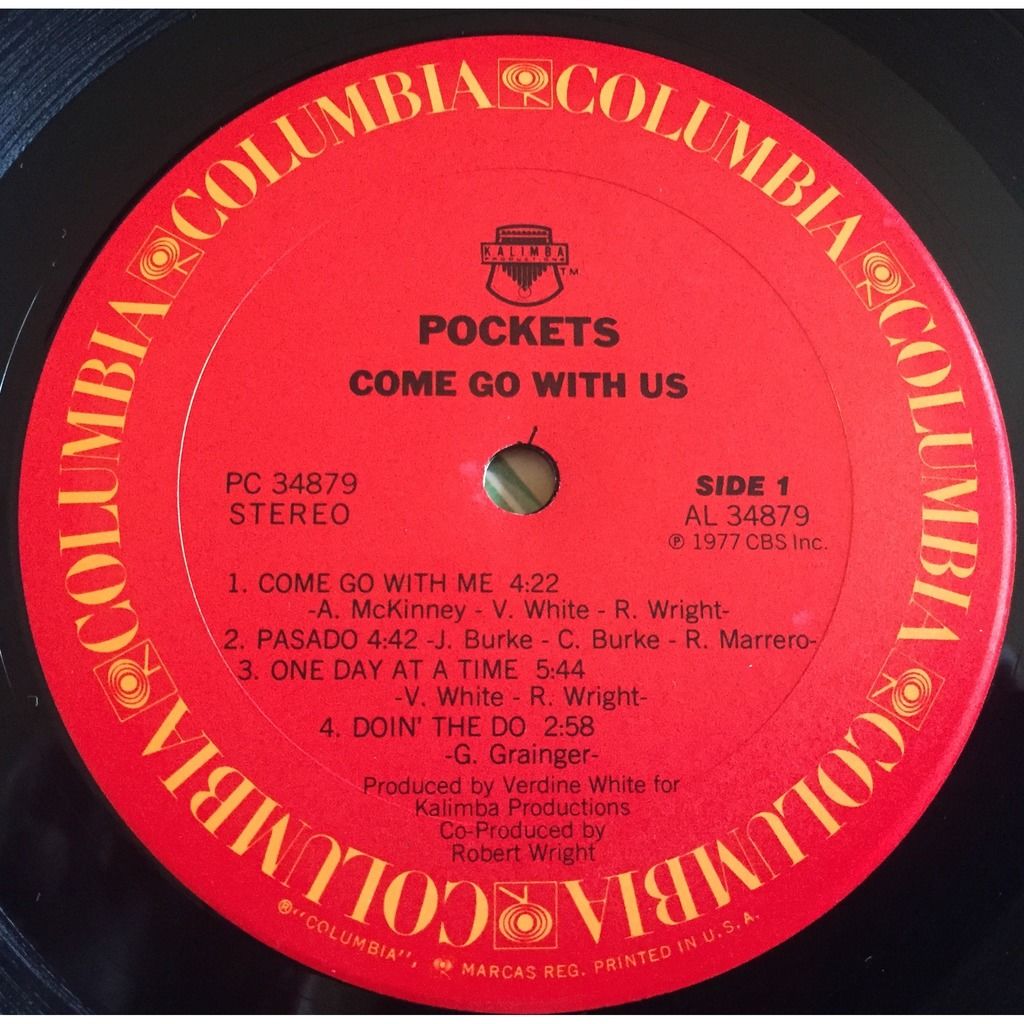 COLUMBIA COLUMBIA COLUMBIA COLUMBIA COLUMBIA COLUMBIA
KALIMBA
PRODUCTIONS
TM
POCKETS
COME GO WITH US
PC 34879
STEREO
SIDE 1
AL 34879
℗ 1977 CBS Inc.
1. COME GO WITH ME 4:22
-A. McKinney - V. White - R. Wright-
2. PASADO 4:42 -J. Burke - C. Burke - R. Marrero-
3. ONE DAY AT A TIME 5:44
-V. White - R. Wright-
4. DOIN' THE DO 2:58
-G. Grainger-
Produced by Verdine White for
Kalimba Productions
Co-Produced by
Robert Wright
®"COLUMBIA", MARCAS REG. PRINTED IN U.S.A.